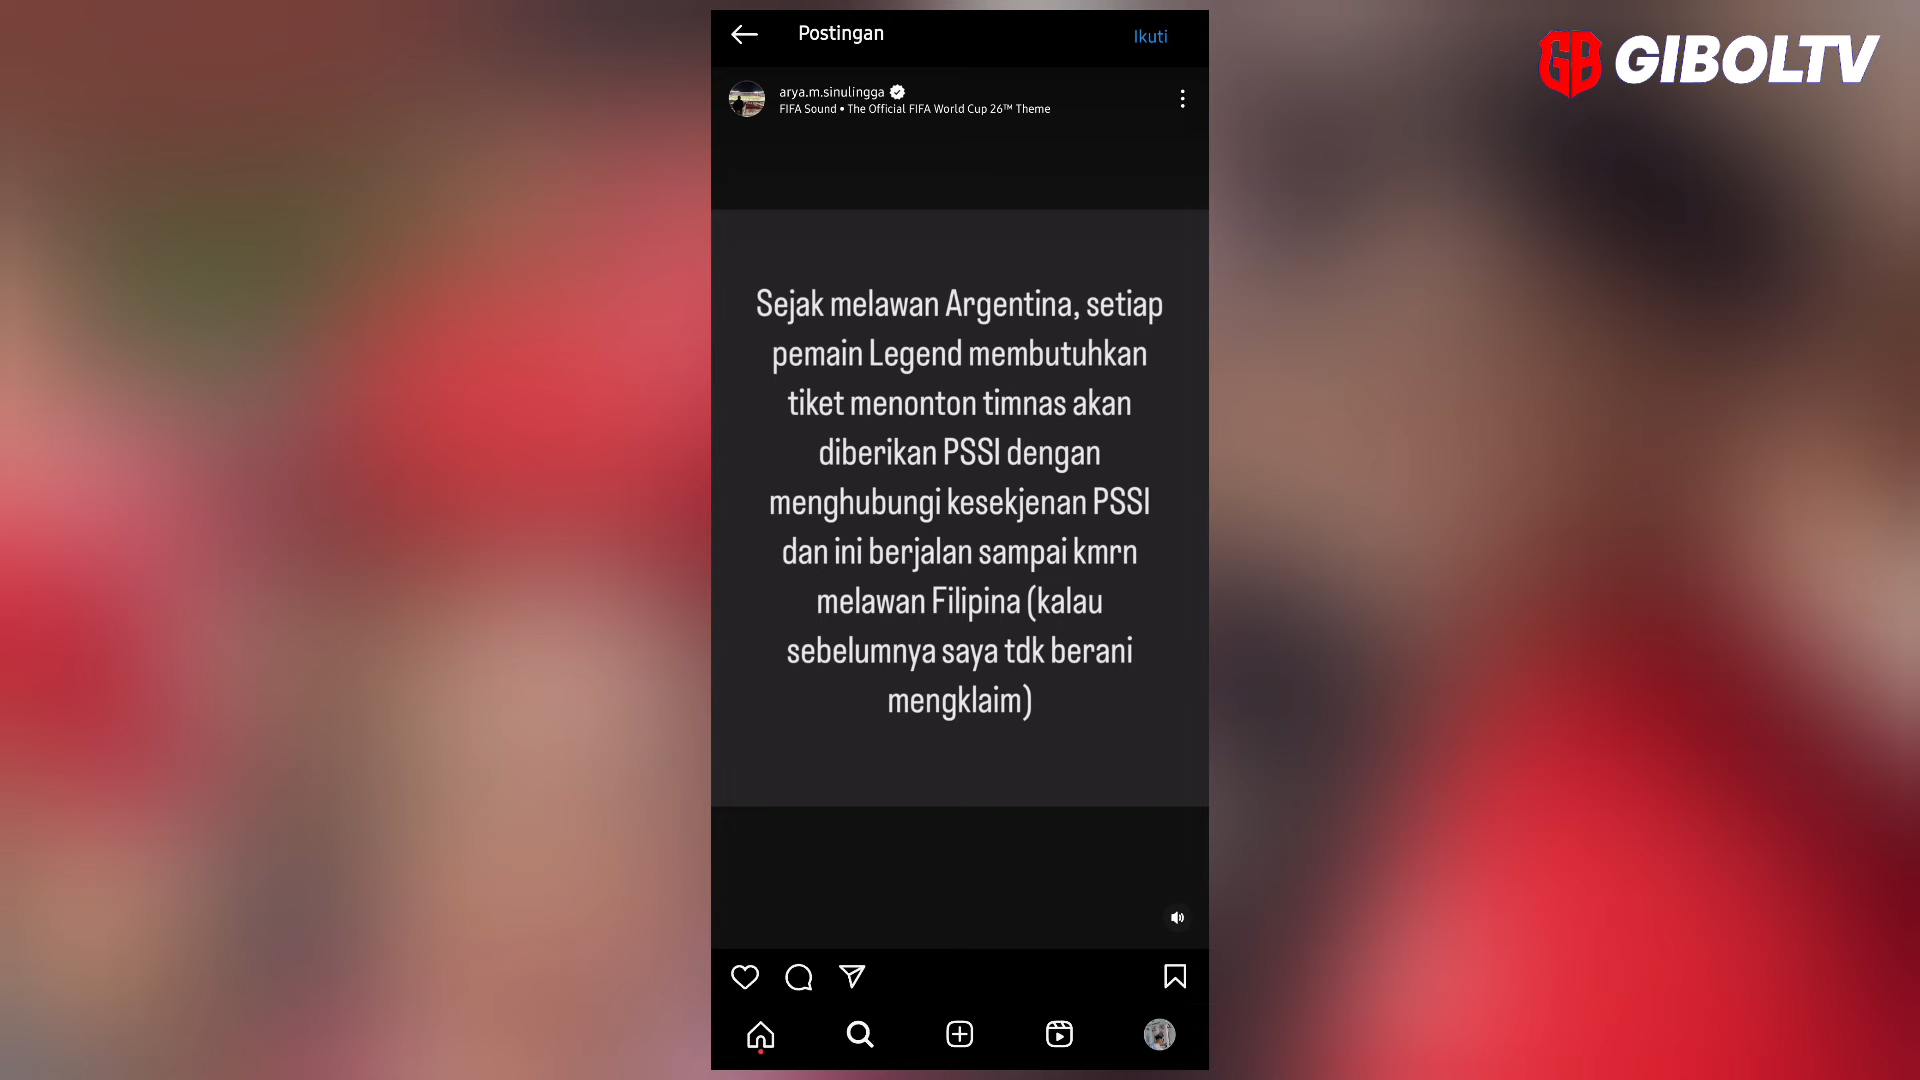 Postingan
Ikuti
GB GIBOLTV
arya.m.sinulingga
FIFA Sound • The Official FIFA World Cup 26™ Theme
Sejak melawan Argentina, setiap
pemain Legend membutuhkan
tiket menonton timnas akan
diberikan PSSI dengan
menghubungi kesekjenan PSSI
dan ini berjalan sampai kmrn
melawan Filipina (kalau
sebelumnya saya tdk berani
mengklaim)